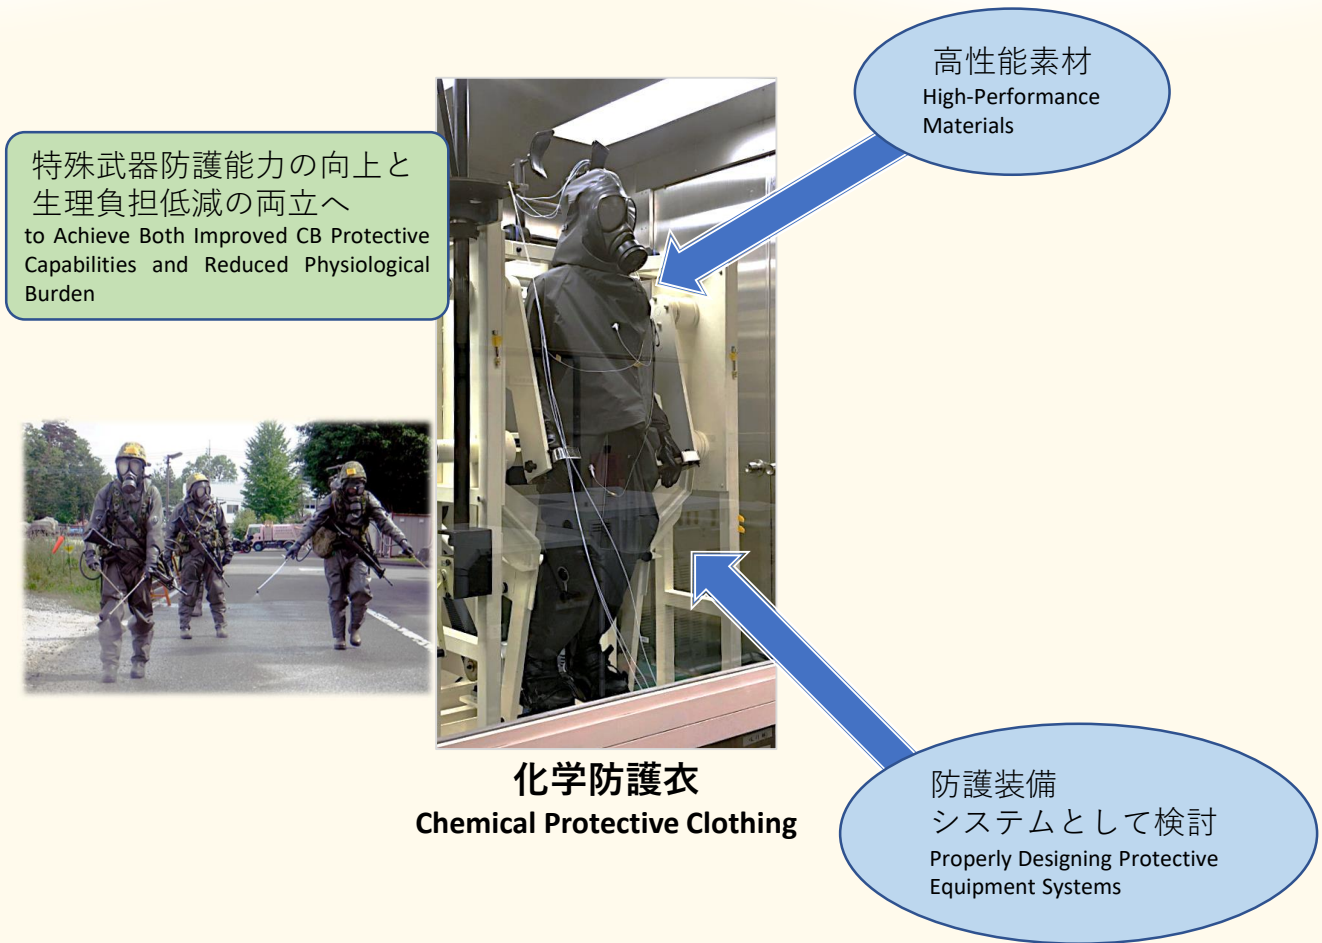 高性能素材
High-Performance
Materials
特殊武器防護能力の向上と
生理負担低減の両立へ
to Achieve Both Improved CB Protective
Capabilities and Reduced Physiological
Burden
化学防護衣
Chemical Protective Clothing
防護装備
システムとして検討
Properly Designing Protective
Equipment Systems